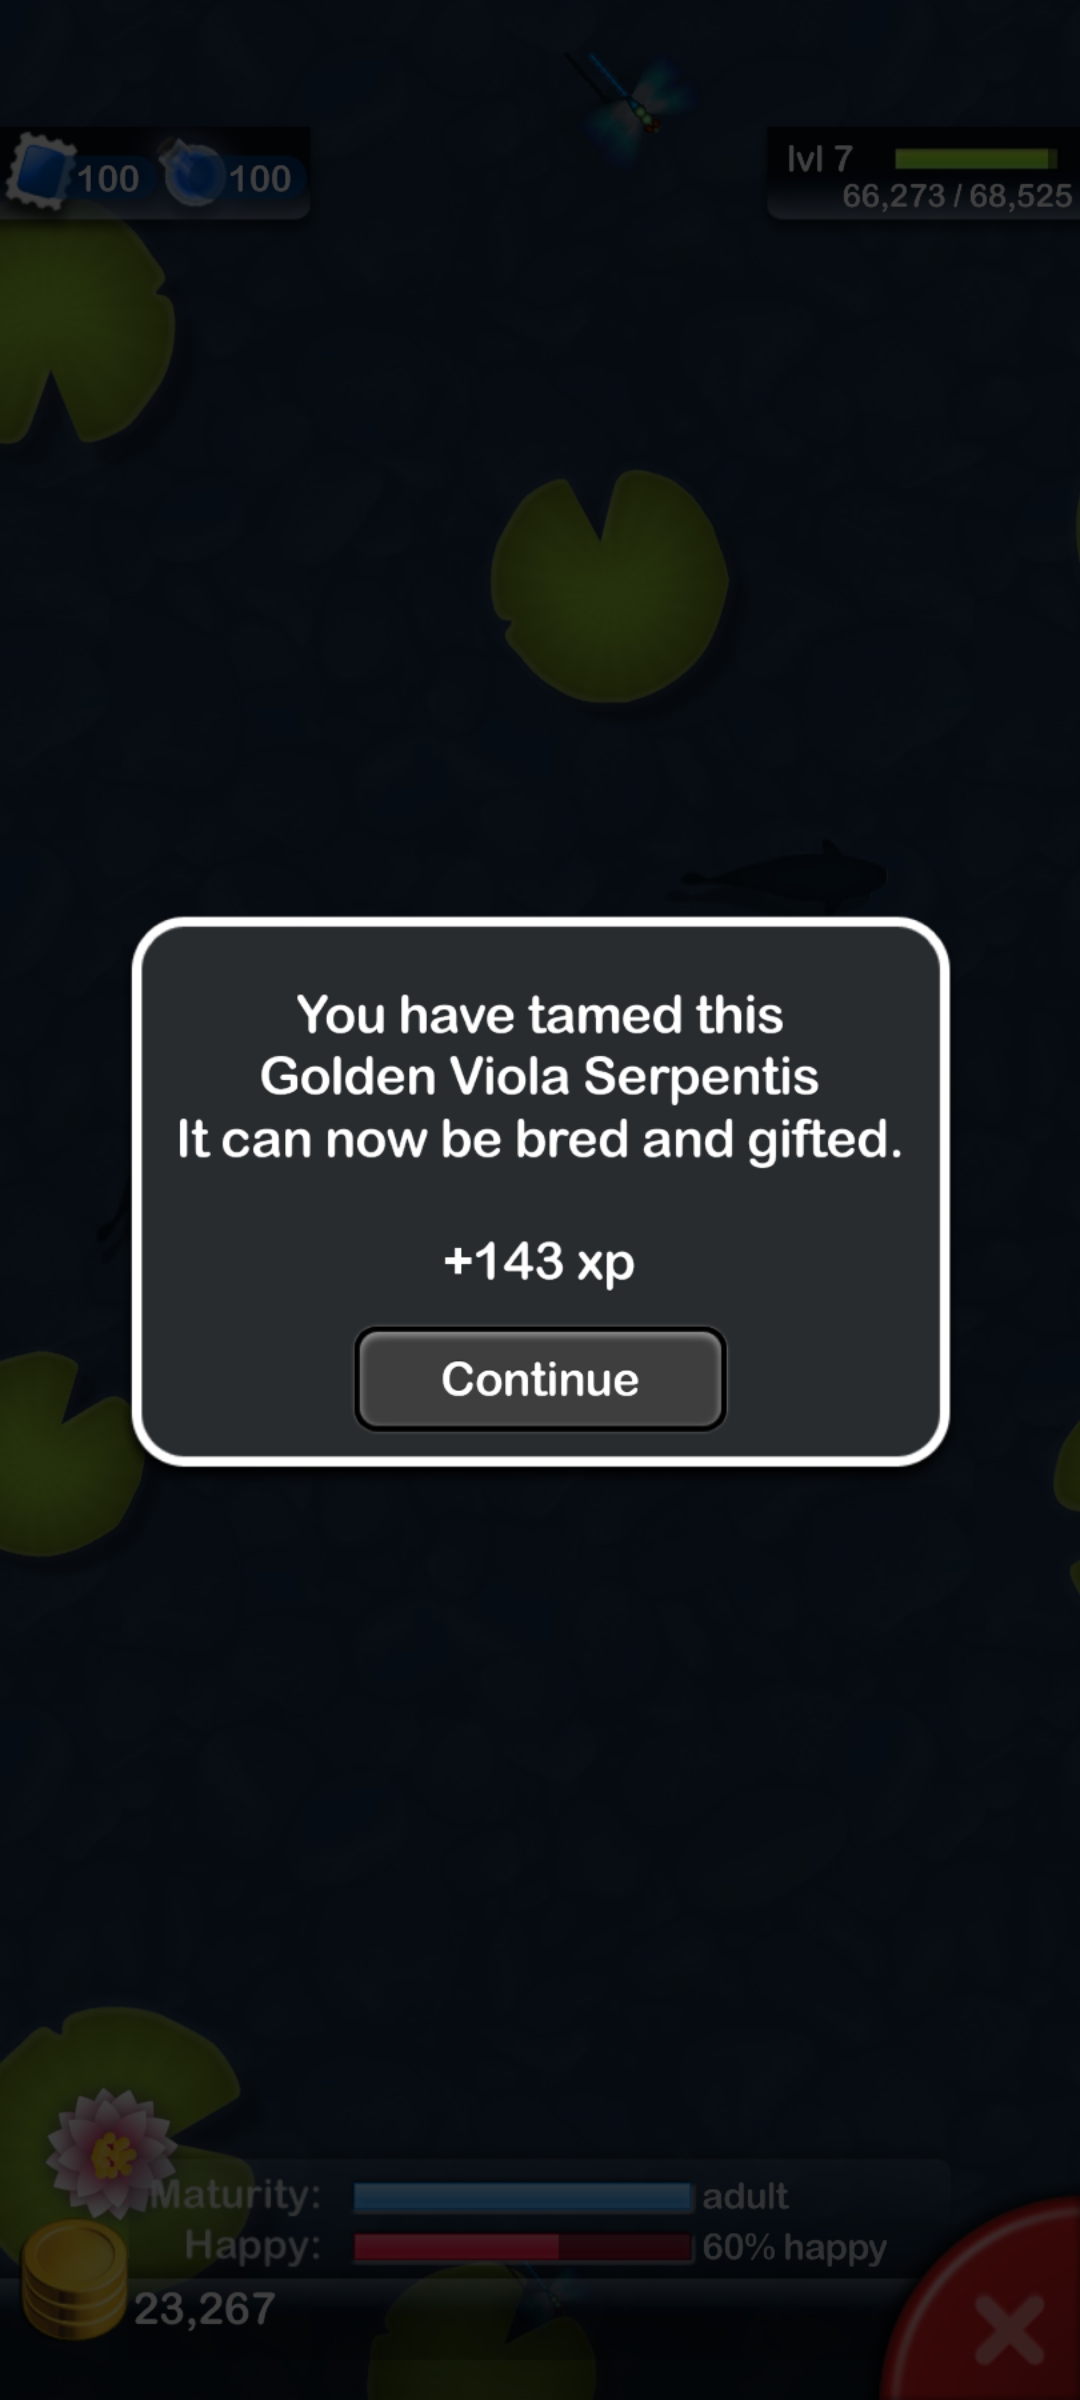 100
100
lvl 7
66,273 / 68,525
You have tamed this
Golden Viola Serpentis
It can now be bred and gifted.
+143 xp
Continue
Maturity: adult
Happy: 60% happy
23,267